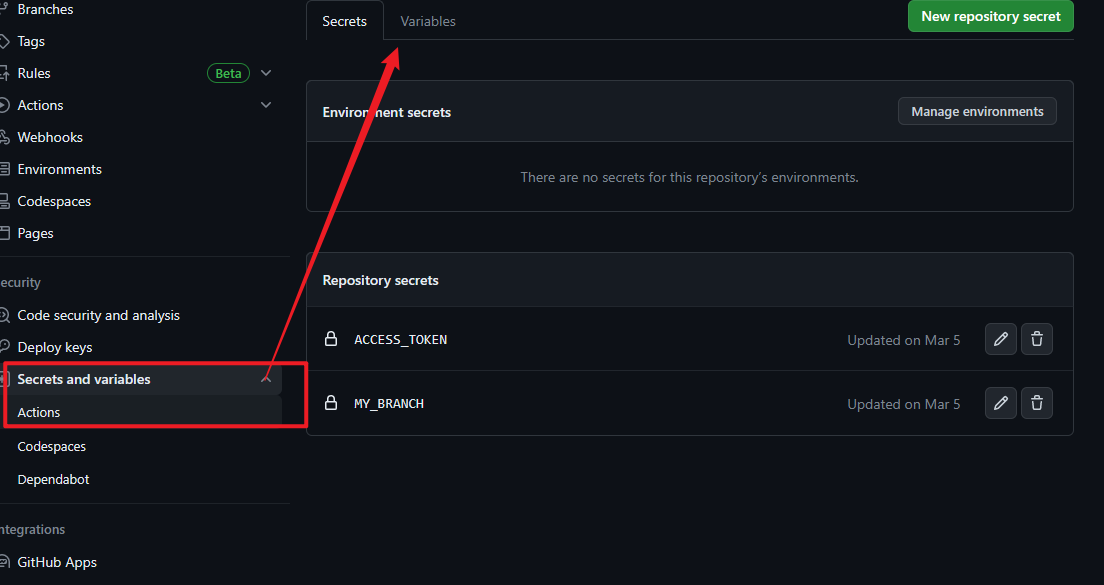 Branches
Tags
Rules Beta
Actions
Webhooks
Environments
Codespaces
Pages
ecurity
Code security and analysis
Deploy keys
Secrets and variables
Actions
Codespaces
Dependabot
ntegrations
GitHub Apps
Secrets Variables New repository secret
Environment secrets Manage environments
There are no secrets for this repository’s environments.
Repository secrets
ACCESS_TOKEN Updated on Mar 5
MY_BRANCH Updated on Mar 5